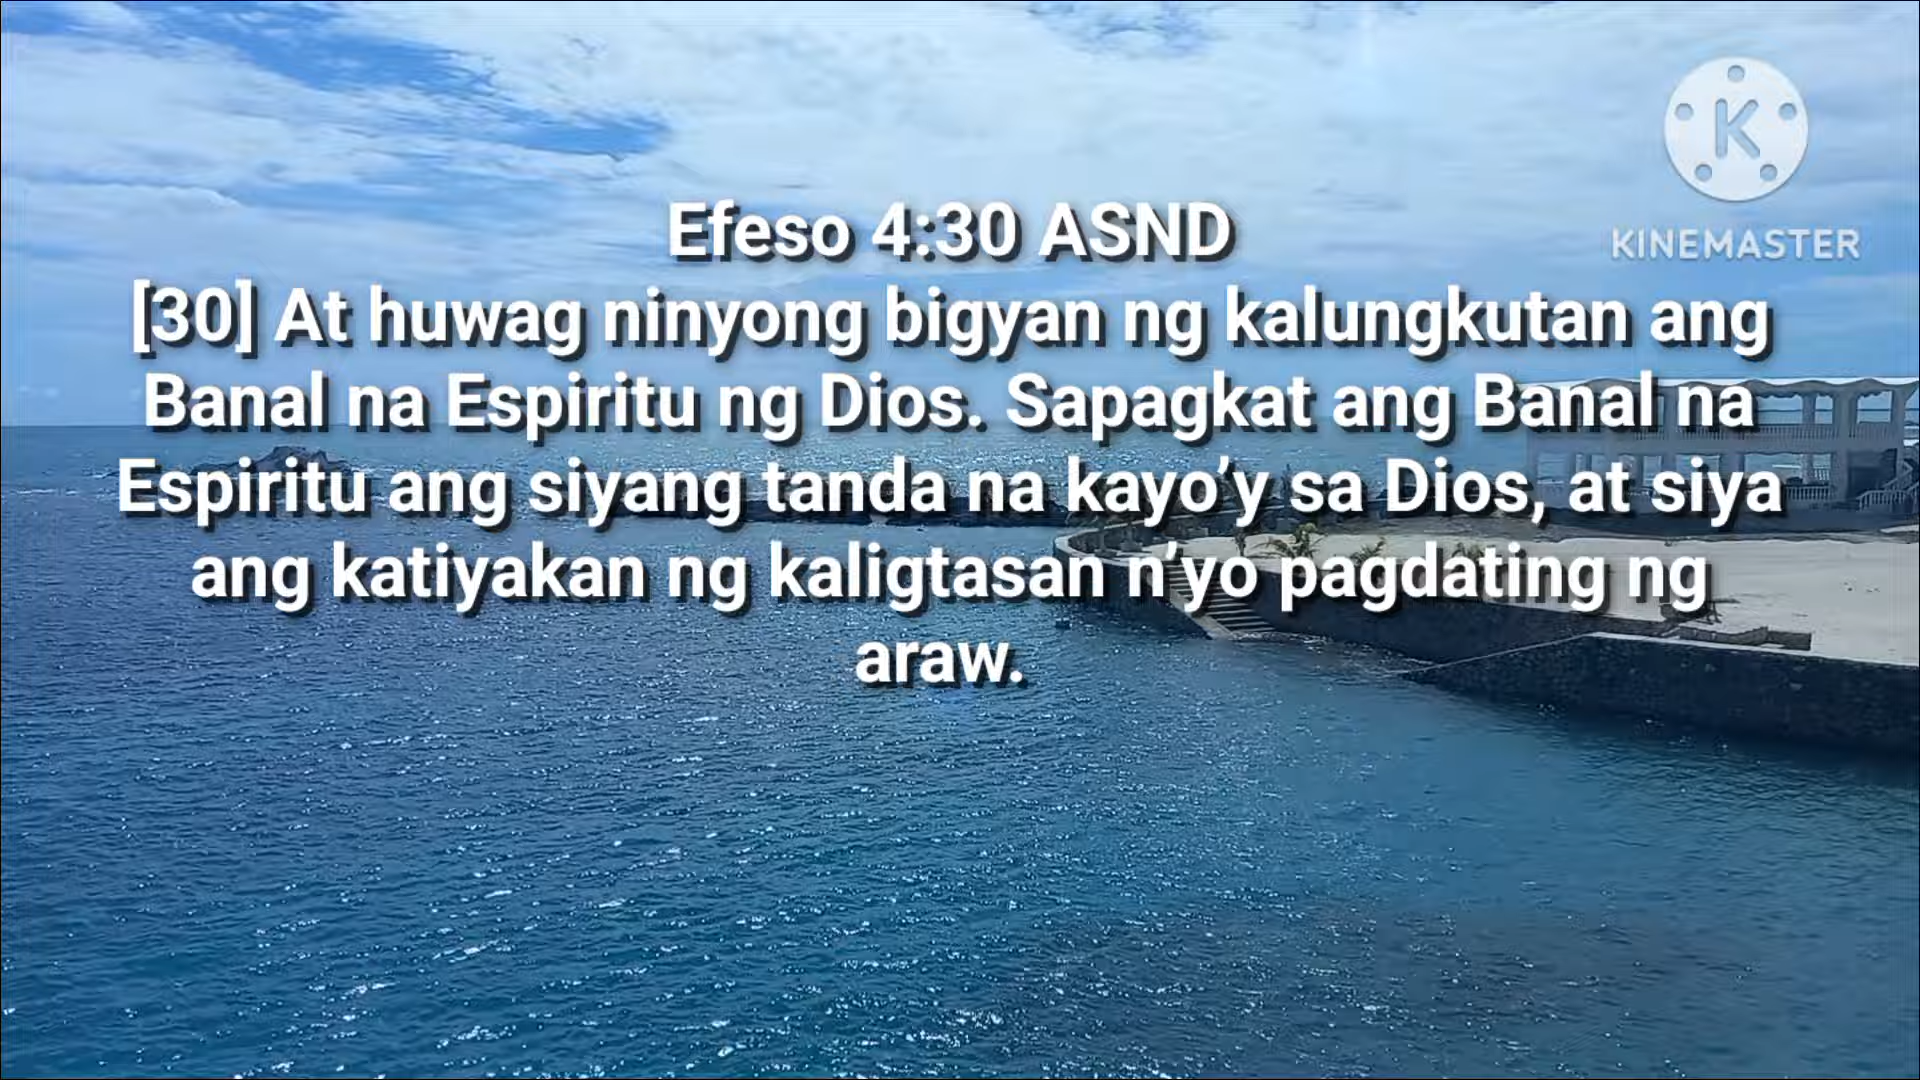 K
KINEMASTER
Efeso 4:30 ASND
[30] At huwag ninyong bigyan ng kalungkutan ang
Banal na Espiritu ng Dios. Sapagkat ang Banal na
Espiritu ang siyang tanda na kayo’y sa Dios, at siya
ang katiyakan ng kaligtasan n’yo pagdating ng
araw.